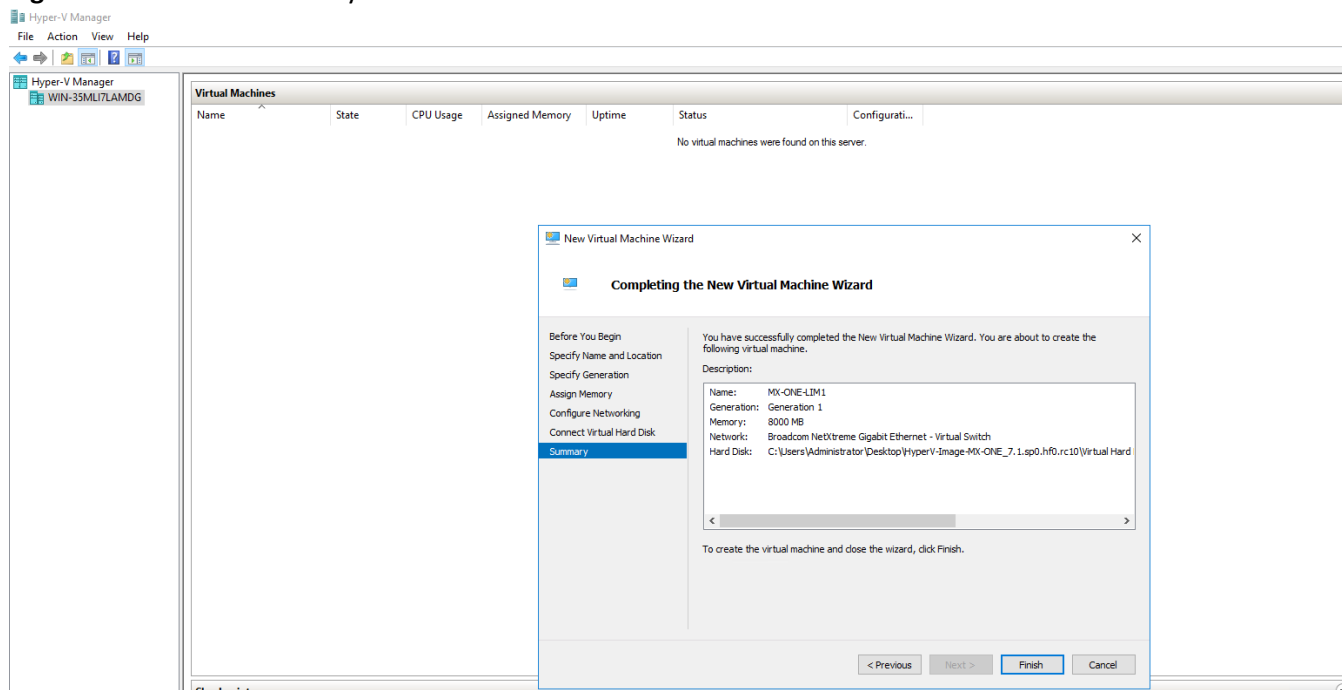 Hyper-V Manager
File Action View Help
Hyper-V Manager
WIN-35MLI7LAMDG
Virtual Machines
Name State CPU Usage Assigned Memory Uptime Status Configurati...
No virtual machines were found on this server.
New Virtual Machine Wizard
Completing the New Virtual Machine Wizard
Before You Begin
Specify Name and Location
Specify Generation
Assign Memory
Configure Networking
Connect Virtual Hard Disk
Summary
You have successfully completed the New Virtual Machine Wizard. You are about to create the
following virtual machine.
Description:
Name: MX-ONE-LIM1
Generation: Generation 1
Memory: 8000 MB
Network: Broadcom NetXtreme Gigabit Ethernet - Virtual Switch
Hard Disk: C:\Users\Administrator\Desktop\HyperV-Image-MX-ONE_7.1.sp0.hf0.rc10\Virtual Hard
To create the virtual machine and close the wizard, click Finish.
< Previous Next > Finish Cancel